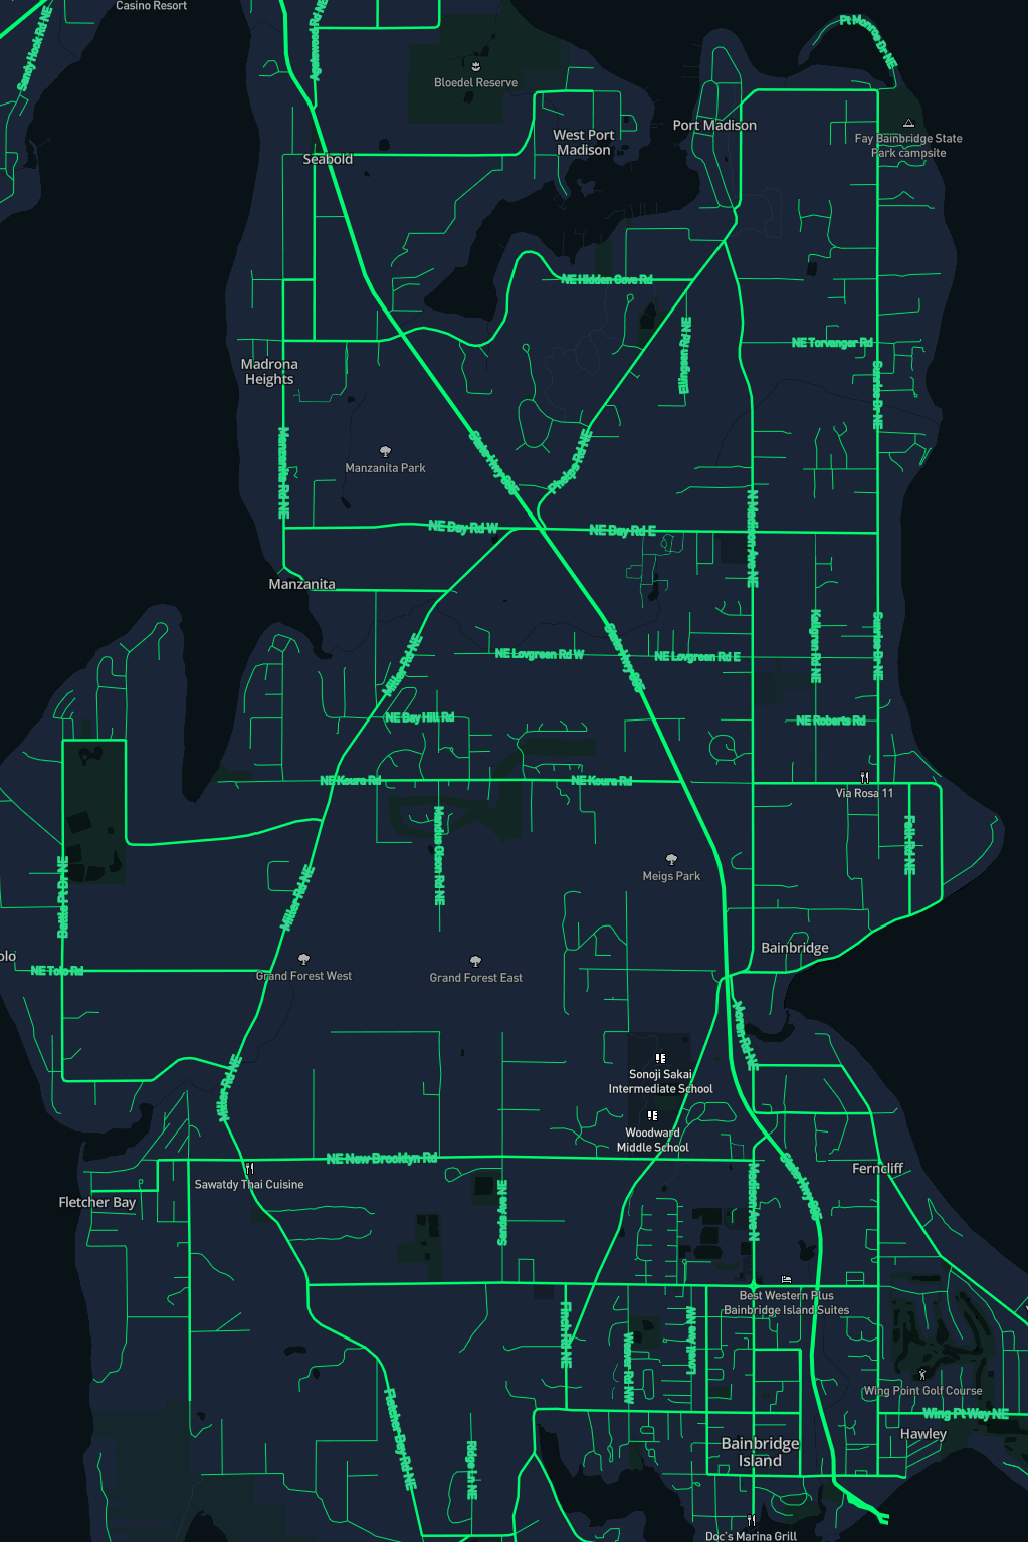 Casino Resort
Sandy Hook Rd NE
Agatewood Rd NE
Pt Monroe Dr NE
Bloedel Reserve
West Port
Madison
Port Madison
Fay Bainbridge State
Park campsite
Seabold
NE Hidden Cove Rd
Ellingsen Rd NE
NE Torvanger Rd
Madrona
Heights
Sunrise Dr NE
Manzanita Rd NE
State Hwy 305
Phelps Rd NE
Manzanita Park
NE Day Rd W
NE Day Rd E
N Madison Ave NE
Manzanita
Miller Rd NE
NE Lovgreen Rd W
State Hwy 305
NE Lovgreen Rd E
Kallgren Rd NE
Sunrise Dr NE
NE Bay Hill Rd
NE Roberts Rd
NE Koura Rd
NE Koura Rd
Via Rosa 11
Mandus Olson Rd NE
Falk Rd NE
Battle Pt Dr NE
Miller Rd NE
Meigs Park
Bainbridge
olo
NE Tolo Rd
Grand Forest West
Grand Forest East
Moran Rd NE
Miller Rd NE
Sonoji Sakai
Intermediate School
Woodward
Middle School
NE New Brooklyn Rd
Sawatdy Thai Cuisine
Fletcher Bay
Sands Ave NE
Madison Ave N
State Hwy 305
Ferncliff
Best Western Plus
Bainbridge Island Suites
Finch Rd NE
Weaver Rd NW
Lovell Ave NW
Wing Point Golf Course
Fletcher Bay Rd NE
Wing Pt Way NE
Hawley
Ridge Ln NE
Bainbridge
Island
Doc's Marina Grill